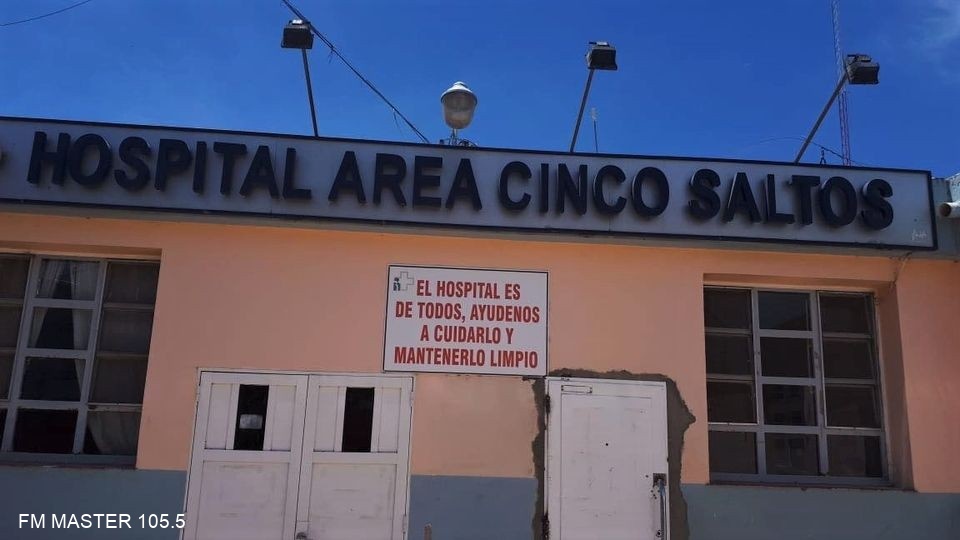 HOSPITAL AREA CINCO SALTOS
EL HOSPITAL ES
DE TODOS, AYUDENOS
A CUIDARLO Y
MANTENERLO LIMPIO
FM MASTER 105.5